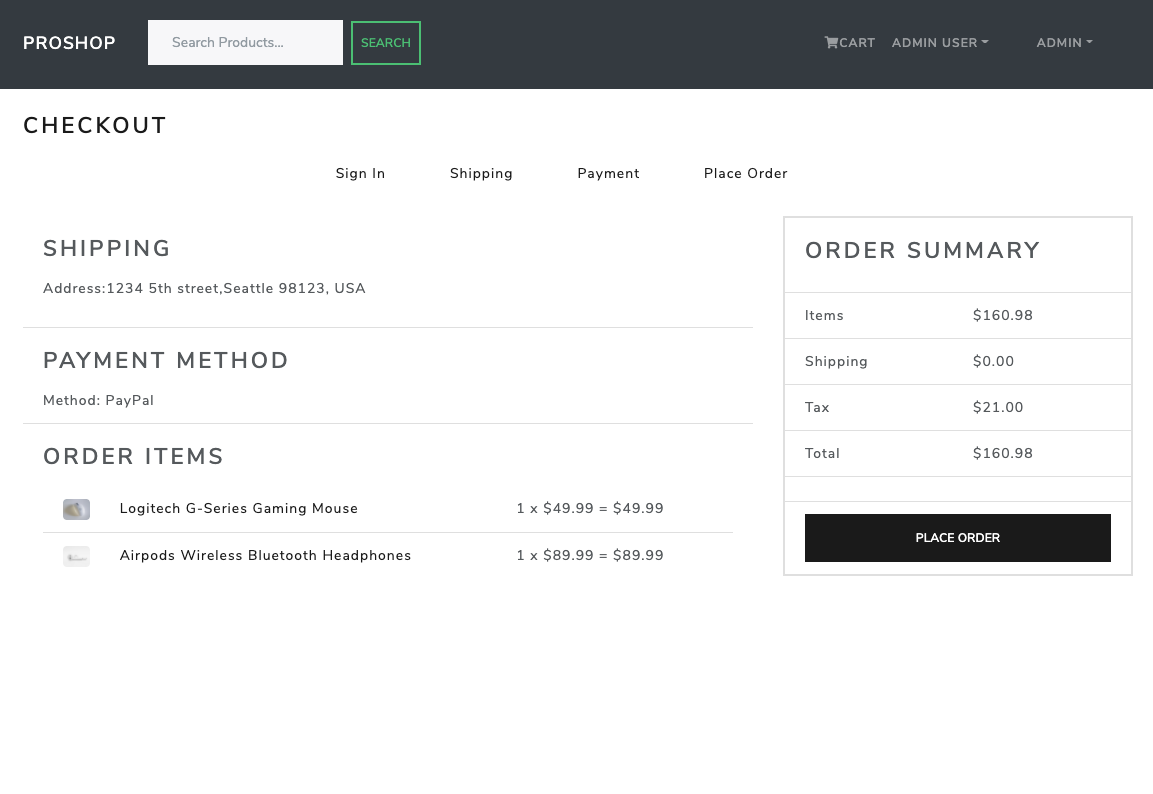 PROSHOP
Search Products...
SEARCH
CART
ADMIN USER
ADMIN
CHECKOUT
Sign In
Shipping
Payment
Place Order
SHIPPING
Address:1234 5th street,Seattle 98123, USA
PAYMENT METHOD
Method: PayPal
ORDER ITEMS
Logitech G-Series Gaming Mouse 1 x $49.99 = $49.99
Airpods Wireless Bluetooth Headphones 1 x $89.99 = $89.99
ORDER SUMMARY
Items $160.98
Shipping $0.00
Tax $21.00
Total $160.98
PLACE ORDER